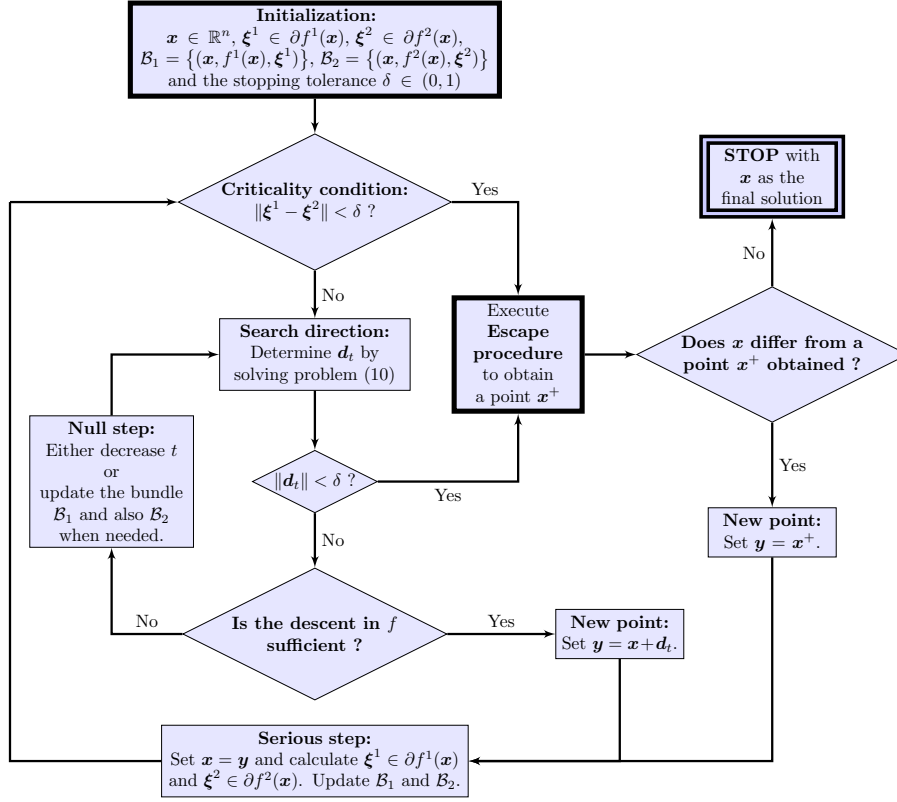 Initialization:
𝒙 ∈ ℝⁿ, 𝝃¹ ∈ ∂f¹(𝒙), 𝝃² ∈ ∂f²(𝒙),
ℬ₁ = {(𝒙, f¹(𝒙), 𝝃¹)}, ℬ₂ = {(𝒙, f²(𝒙), 𝝃²)}
and the stopping tolerance δ ∈ (0, 1)
Criticality condition:
‖𝝃¹ − 𝝃²‖ < δ ?
Yes
No
STOP with
𝒙 as the
final solution
No
Search direction:
Determine 𝒅ₜ by
solving problem (10)
Execute
Escape
procedure
to obtain
a point 𝒙⁺
Does 𝒙 differ from a
point 𝒙⁺ obtained ?
Null step:
Either decrease t
or
update the bundle
ℬ₁ and also ℬ₂
when needed.
‖𝒅ₜ‖ < δ ?
Yes
Yes
No
New point:
Set 𝒚 = 𝒙⁺.
No
Is the descent in f
sufficient ?
Yes
New point:
Set 𝒚 = 𝒙+𝒅ₜ.
Serious step:
Set 𝒙 = 𝒚 and calculate 𝝃¹ ∈ ∂f¹(𝒙)
and 𝝃² ∈ ∂f²(𝒙). Update ℬ₁ and ℬ₂.